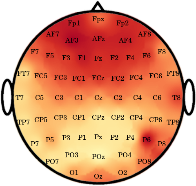 Fp1 Fpz Fp2
AF7 AF3 AFz AF4 AF8
F7 F5 F3 F1 Fz F2 F4 F6 F8
FT7 FC5 FC3 FC1 FCz FC2 FC4 FC6 FT8
T7 C5 C3 C1 Cz C2 C4 C6 T8
TP7 CP5 CP3 CP1 CPz CP2 CP4 CP6 TP8
P7 P5 P3 P1 Pz P2 P4 P6 P8
PO7 PO3 POz PO4 PO8
O1 Oz O2